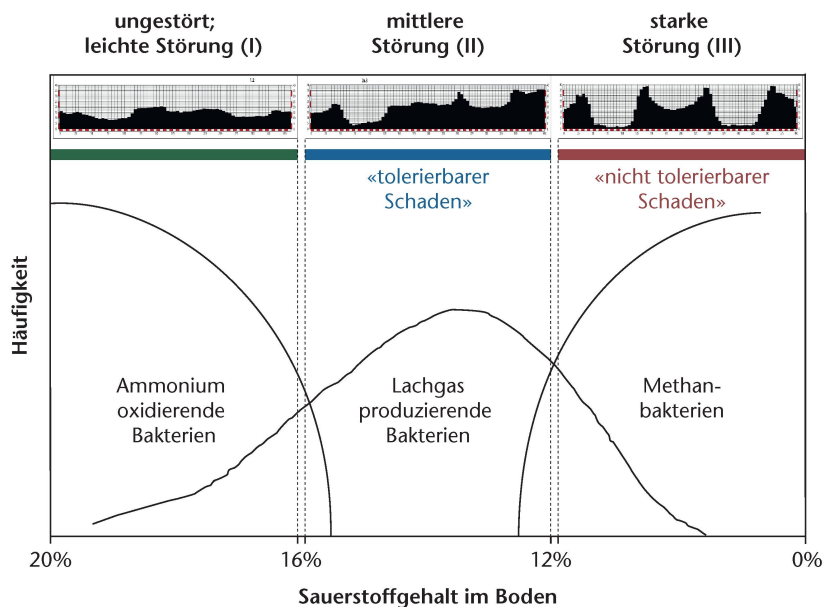 ungestört;
leichte Störung (I)
mittlere
Störung (II)
starke
Störung (III)
«tolerierbarer
Schaden»
«nicht tolerierbarer
Schaden»
Häufigkeit
Ammonium
oxidierende
Bakterien
Lachgas
produzierende
Bakterien
Methan-
bakterien
20%
16%
12%
0%
Sauerstoffgehalt im Boden